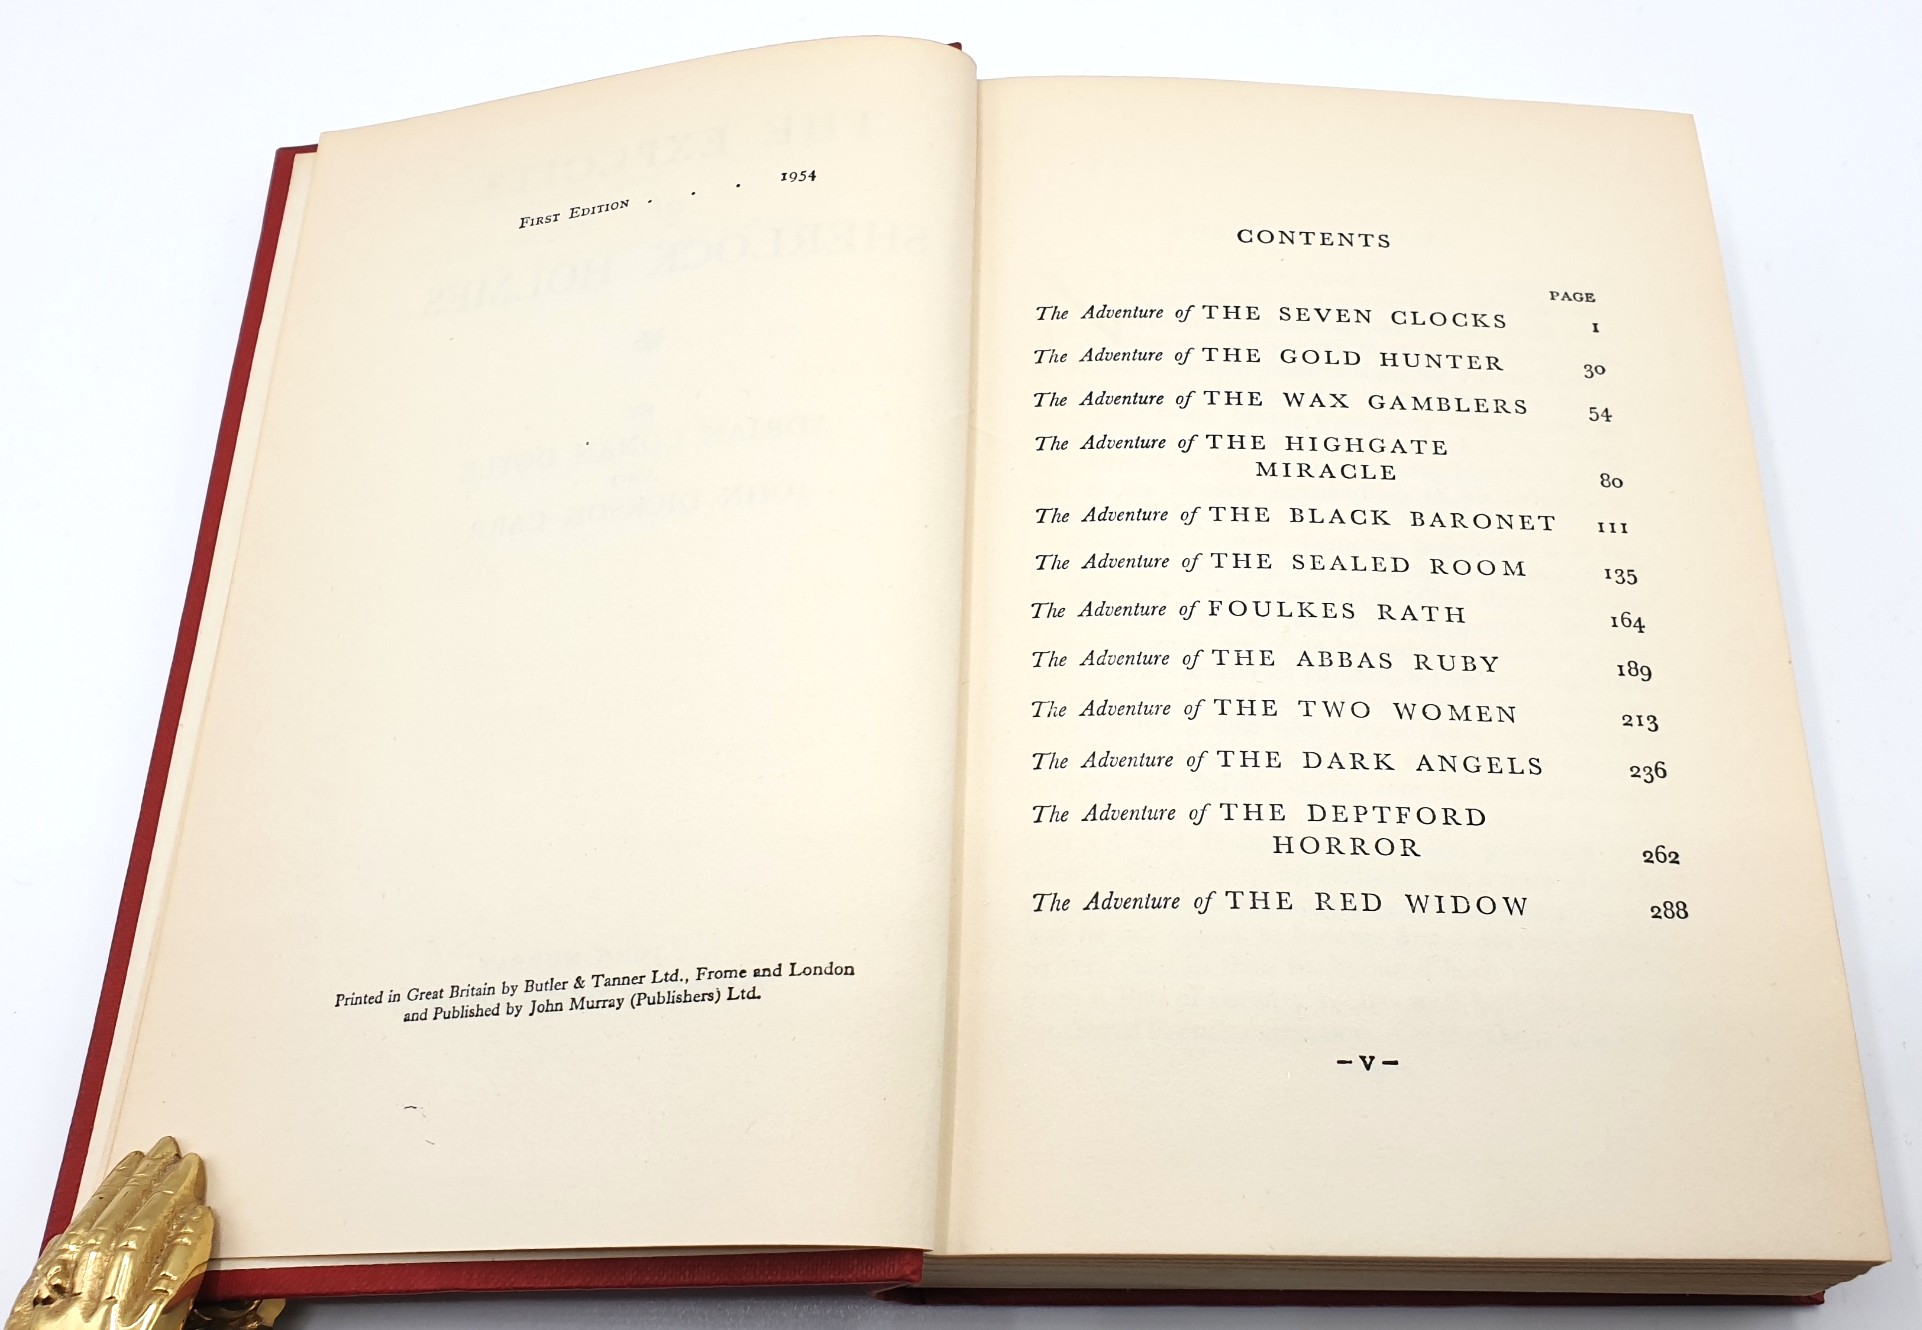 First Edition . . . 1954
Printed in Great Britain by Butler & Tanner Ltd., Frome and London
and Published by John Murray (Publishers) Ltd.
CONTENTS
PAGE
The Adventure of THE SEVEN CLOCKS 1
The Adventure of THE GOLD HUNTER 30
The Adventure of THE WAX GAMBLERS 54
The Adventure of THE HIGHGATE
MIRACLE 80
The Adventure of THE BLACK BARONET 111
The Adventure of THE SEALED ROOM 135
The Adventure of FOULKES RATH 164
The Adventure of THE ABBAS RUBY 189
The Adventure of THE TWO WOMEN 213
The Adventure of THE DARK ANGELS 236
The Adventure of THE DEPTFORD
HORROR 262
The Adventure of THE RED WIDOW 288
– v –